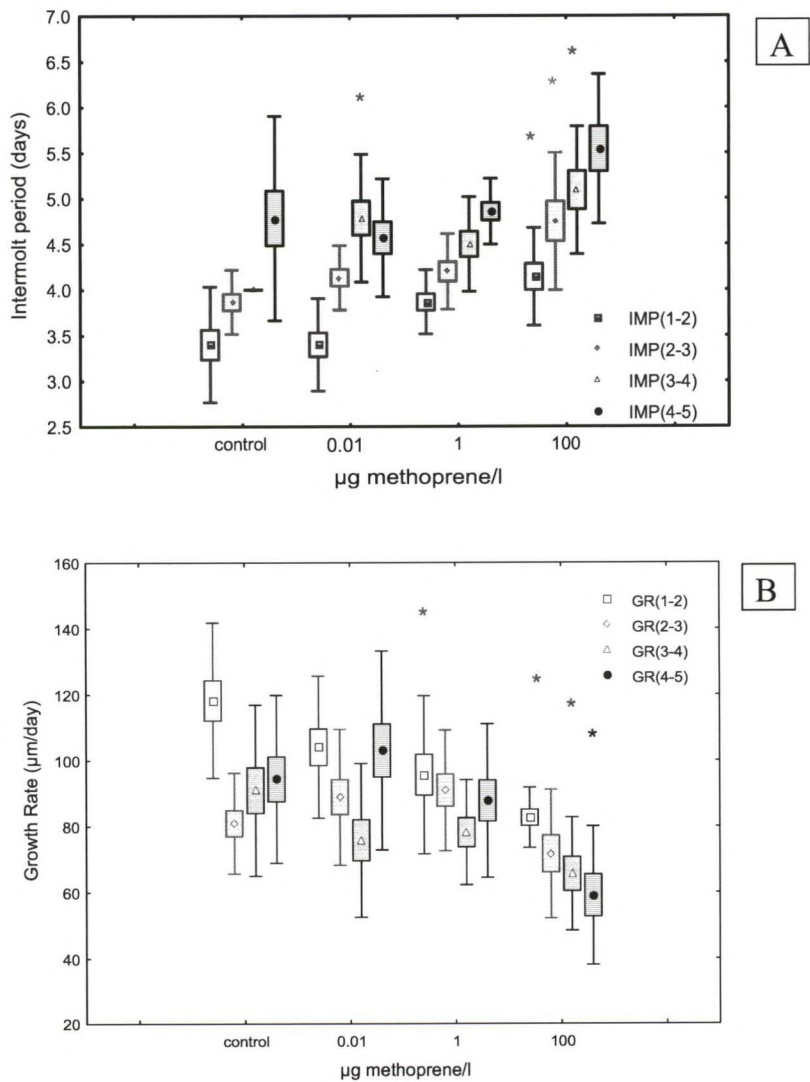 A
Intermolt period (days)
7.0
6.5
6.0
5.5
5.0
4.5
4.0
3.5
3.0
2.5
* * * *
IMP(1-2)
IMP(2-3)
IMP(3-4)
IMP(4-5)
control 0.01 1 100
µg methoprene/l
B
Growth Rate (µm/day)
160
140
120
100
80
60
40
20
* * * *
GR(1-2)
GR(2-3)
GR(3-4)
GR(4-5)
control 0.01 1 100
µg methoprene/l